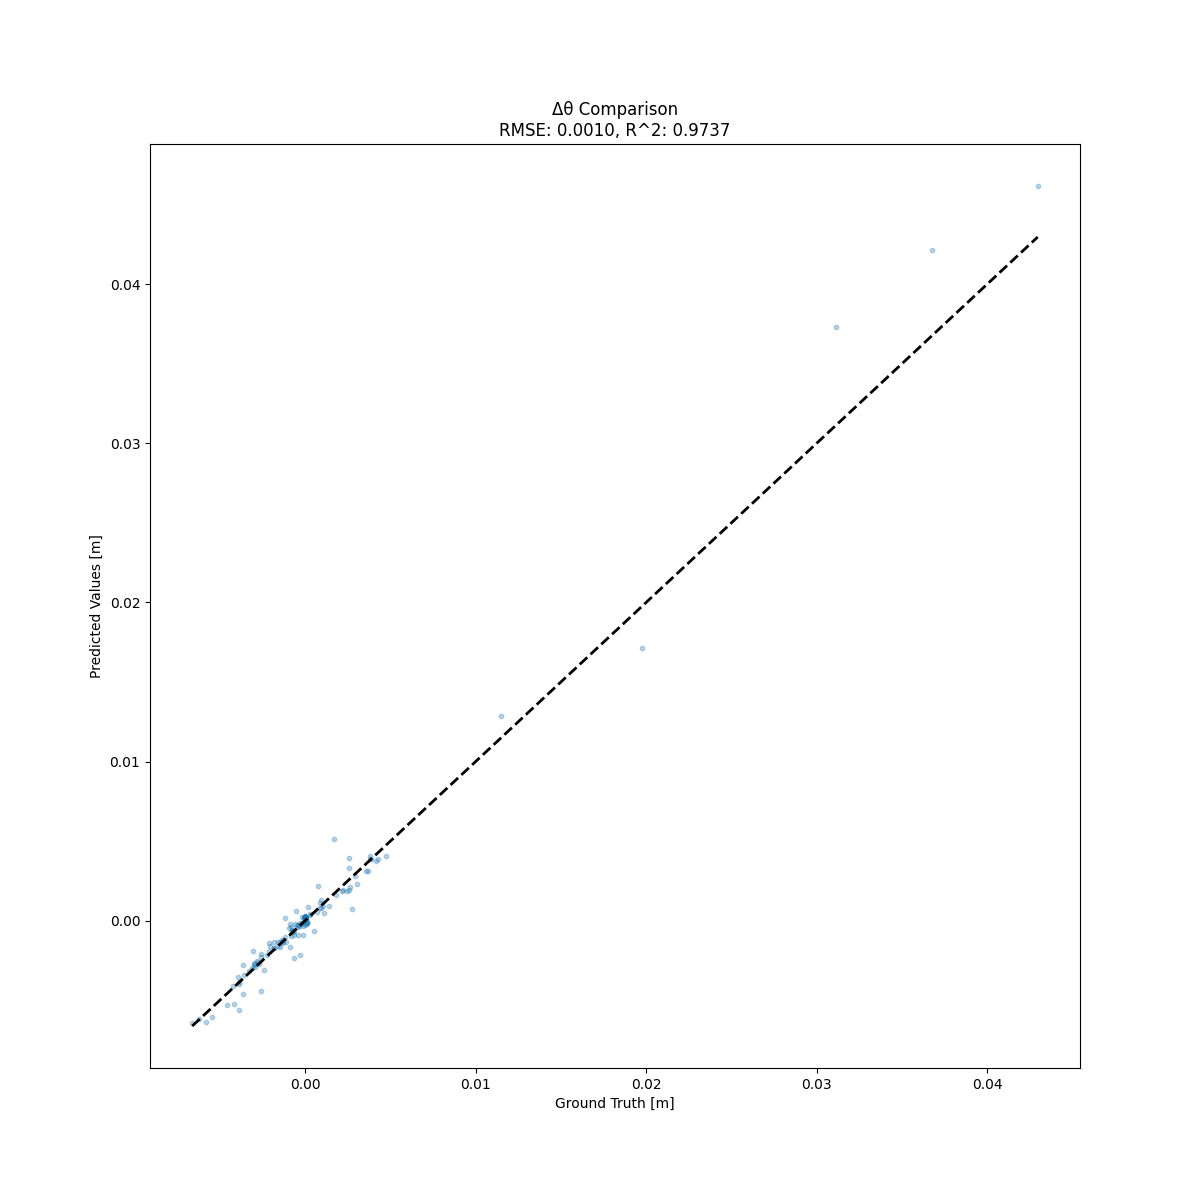 Δθ Comparison
RMSE: 0.0010, R^2: 0.9737
0.04
0.03
0.02
0.01
0.00
Predicted Values [m]
0.00 0.01 0.02 0.03 0.04
Ground Truth [m]